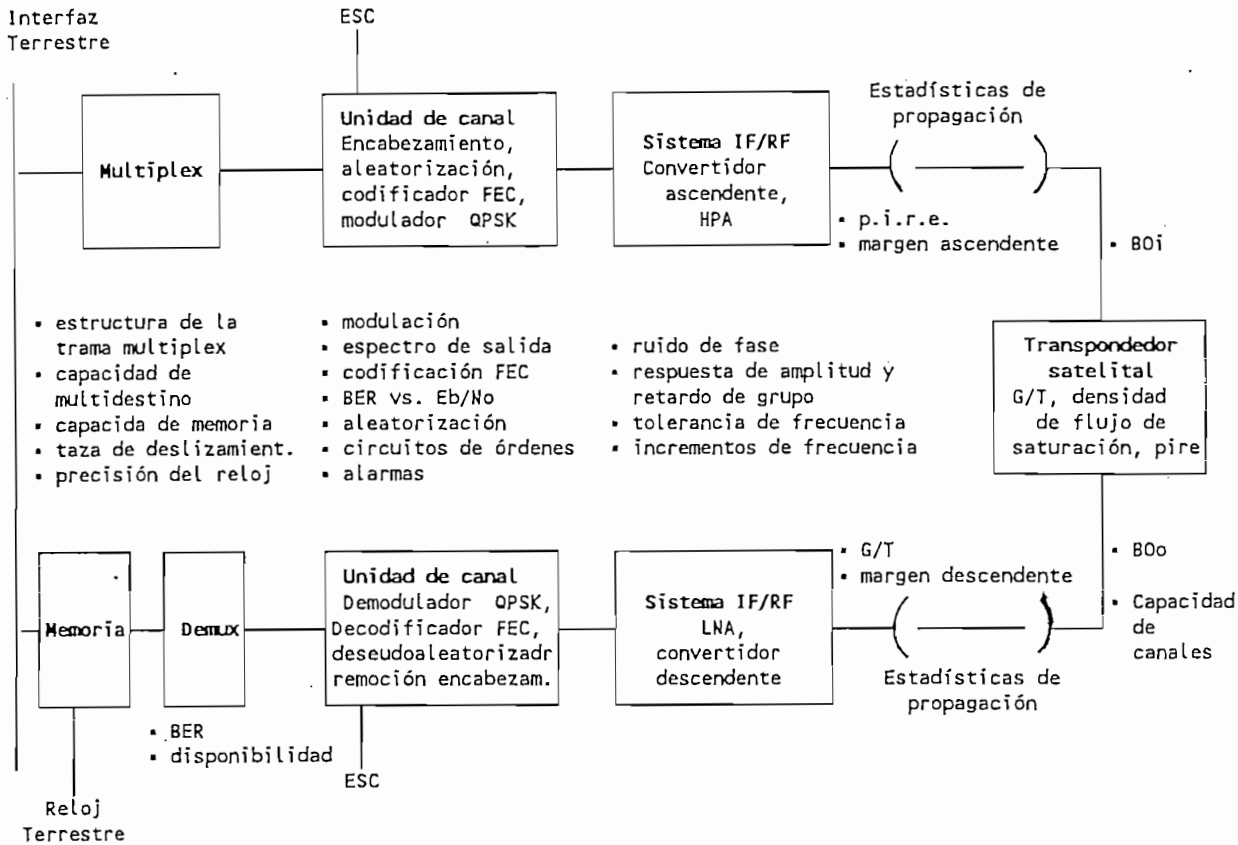 Interfaz
Terrestre
ESC
Multiplex
Unidad de canal
Encabezamiento,
aleatorización,
codificador FEC,
modulador QPSK
Sistema IF/RF
Convertidor
ascendente,
HPA
Estadísticas de
propagación
▪ p.i.r.e.
▪ margen ascendente
▪ BOi
▪ estructura de la
trama multiplex
▪ capacidad de
multidestino
▪ capacida de memoria
▪ taza de deslizamient.
▪ precisión del reloj
▪ modulación
▪ espectro de salida
▪ codificación FEC
▪ BER vs. Eb/No
▪ aleatorización
▪ circuitos de órdenes
▪ alarmas
▪ ruido de fase
▪ respuesta de amplitud y
retardo de grupo
▪ tolerancia de frecuencia
▪ incrementos de frecuencia
Transpondedor
satelital
G/T, densidad
de flujo de
saturación, pire
Memoria
Demux
Unidad de canal
Demodulador QPSK,
Decodificador FEC,
deseudoaleatorizadr
remoción encabezam.
Sistema IF/RF
LNA,
convertidor
descendente
▪ G/T
▪ margen descendente
Estadísticas de
propagación
▪ BOo
▪ Capacidad
de
canales
▪ BER
▪ disponibilidad
ESC
Reloj
Terrestre